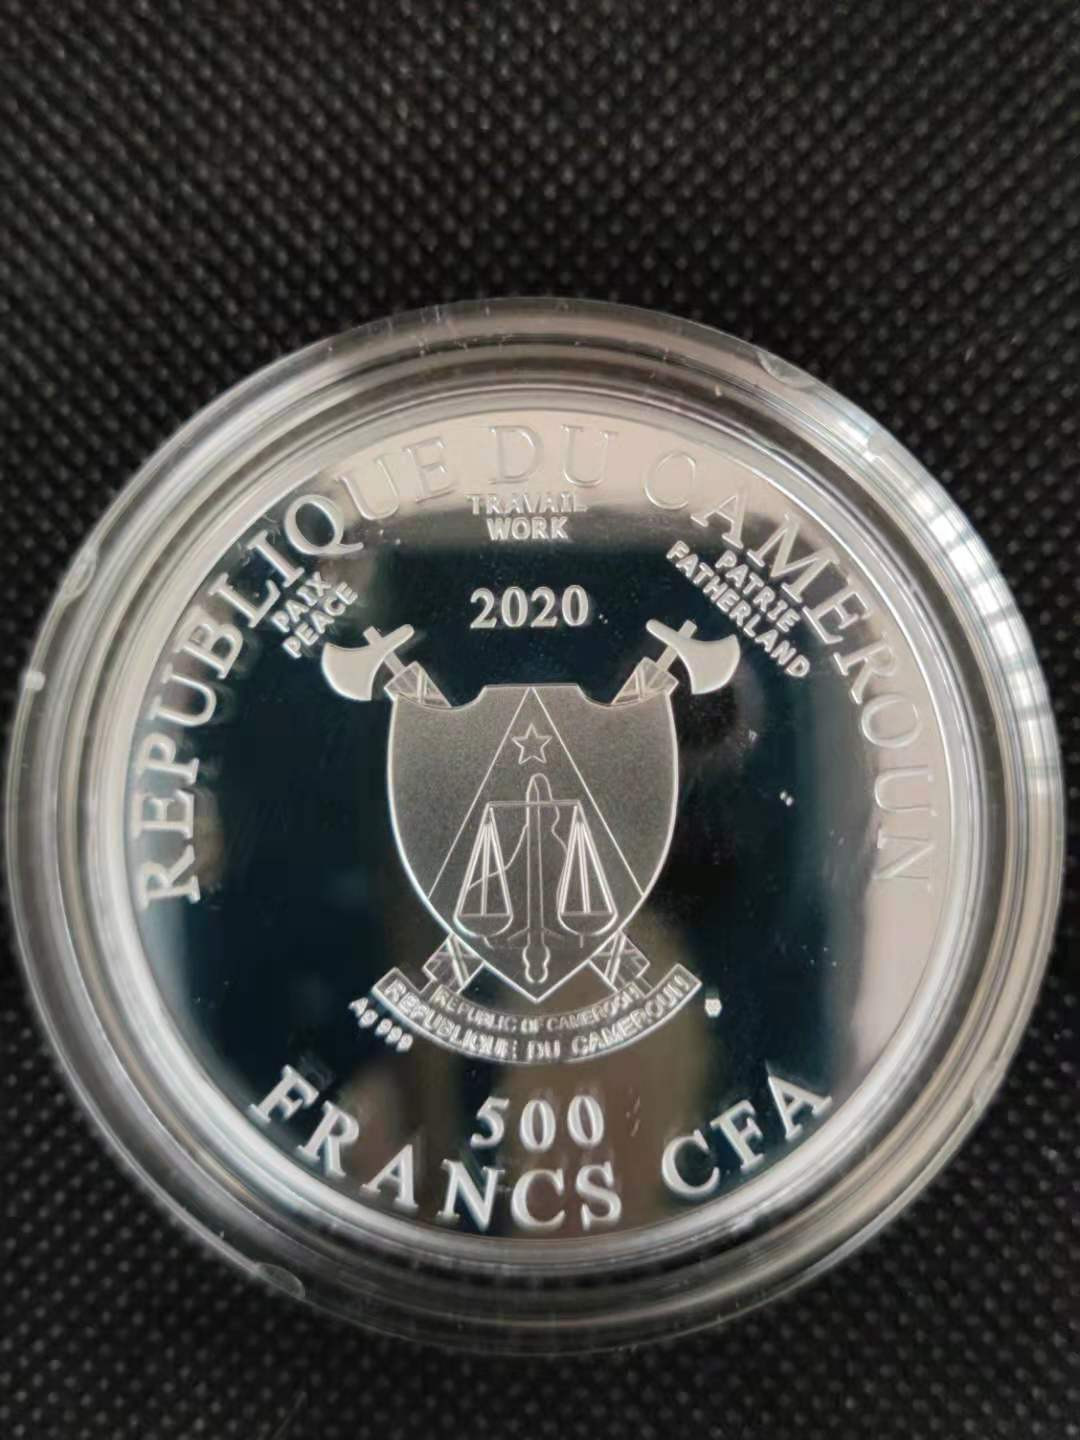 REPUBLIQUE DU CAMEROUN
TRAVAIL
WORK
PAIX
PEACE
PATRIE
FATHERLAND
2020
REPUBLIC OF CAMEROON
REPUBLIQUE DU CAMEROUN
Ag 999
500
FRANCS CFA